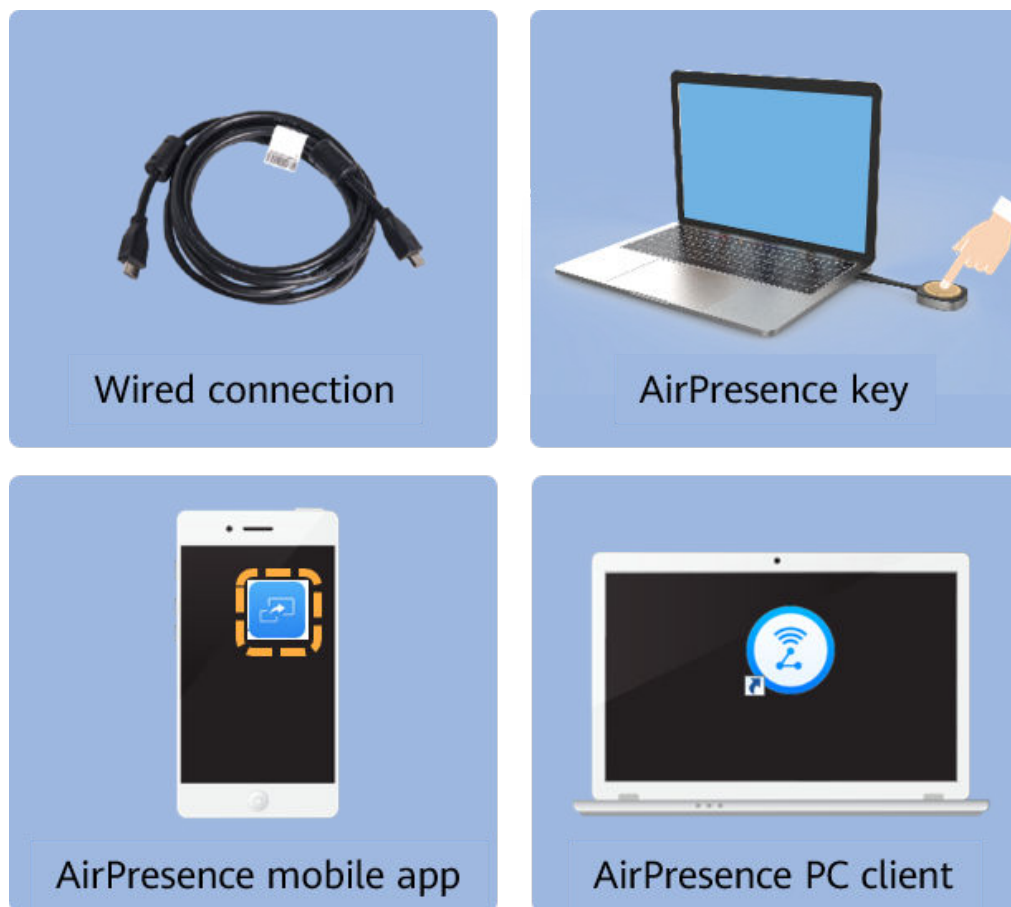 Wired connection
AirPresence key
AirPresence mobile app
AirPresence PC client